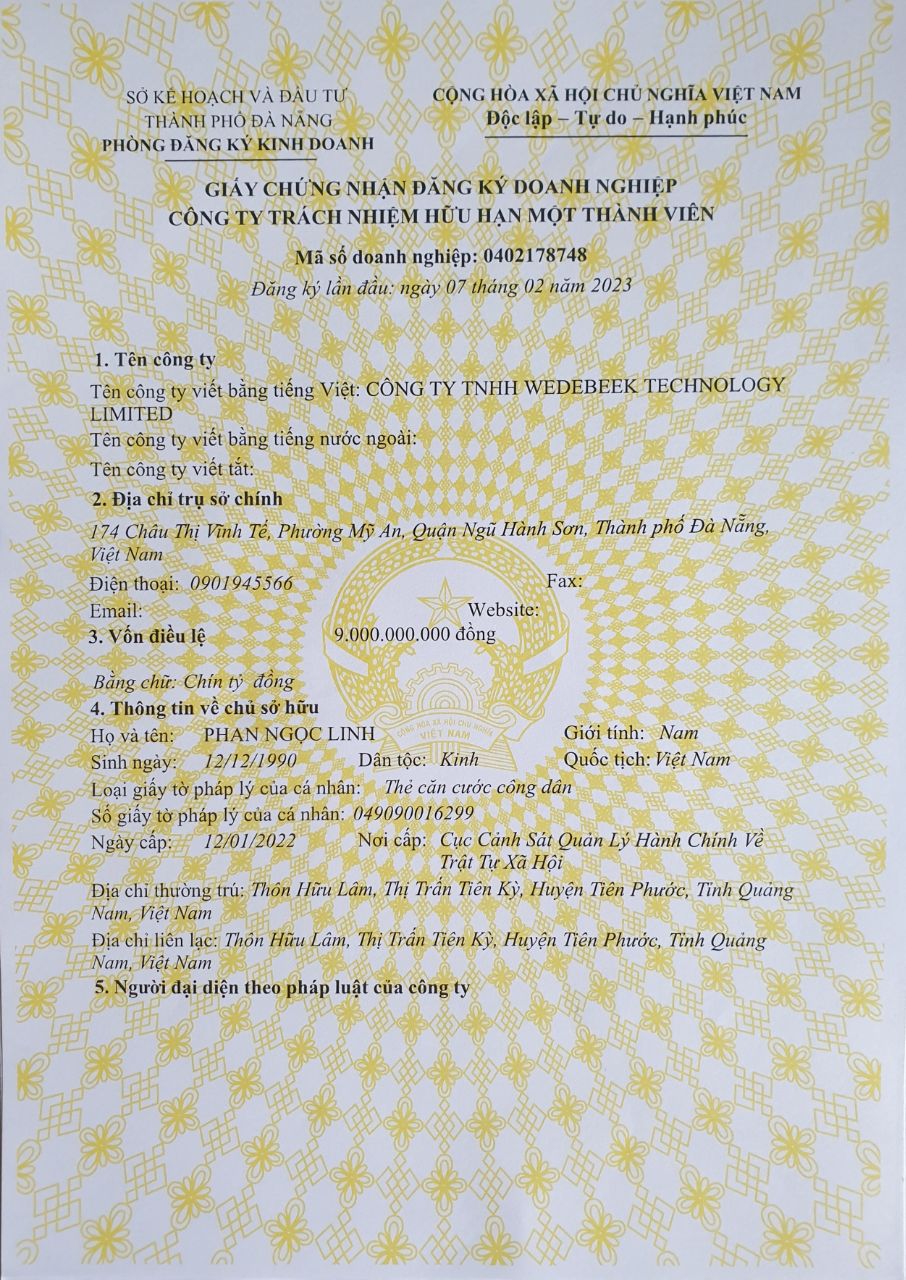 SỞ KẾ HOẠCH VÀ ĐẦU TƯ
THÀNH PHỐ ĐÀ NẴNG
PHÒNG ĐĂNG KÝ KINH DOANH
CỘNG HÒA XÃ HỘI CHỦ NGHĨA VIỆT NAM
Độc lập – Tự do – Hạnh phúc
GIẤY CHỨNG NHẬN ĐĂNG KÝ DOANH NGHIỆP
CÔNG TY TRÁCH NHIỆM HỮU HẠN MỘT THÀNH VIÊN
Mã số doanh nghiệp: 0402178748
Đăng ký lần đầu: ngày 07 tháng 02 năm 2023
1. Tên công ty
Tên công ty viết bằng tiếng Việt: CÔNG TY TNHH WEDEBEEK TECHNOLOGY
LIMITED
Tên công ty viết bằng tiếng nước ngoài:
Tên công ty viết tắt:
2. Địa chỉ trụ sở chính
174 Châu Thị Vĩnh Tế, Phường Mỹ An, Quận Ngũ Hành Sơn, Thành phố Đà Nẵng,
Việt Nam
Điện thoại: 0901945566 Fax:
Email: Website:
3. Vốn điều lệ 9.000.000.000 đồng
Bằng chữ: Chín tỷ đồng
4. Thông tin về chủ sở hữu
Họ và tên: PHAN NGỌC LINH Giới tính: Nam
Sinh ngày: 12/12/1990 Dân tộc: Kinh Quốc tịch: Việt Nam
Loại giấy tờ pháp lý của cá nhân: Thẻ căn cước công dân
Số giấy tờ pháp lý của cá nhân: 049090016299
Ngày cấp: 12/01/2022 Nơi cấp: Cục Cảnh Sát Quản Lý Hành Chính Về
Trật Tự Xã Hội
Địa chỉ thường trú: Thôn Hữu Lâm, Thị Trấn Tiên Kỳ, Huyện Tiên Phước, Tỉnh Quảng
Nam, Việt Nam
Địa chỉ liên lạc: Thôn Hữu Lâm, Thị Trấn Tiên Kỳ, Huyện Tiên Phước, Tỉnh Quảng
Nam, Việt Nam
5. Người đại diện theo pháp luật của công ty
CỘNG HÒA XÃ HỘI CHỦ NGHĨA
VIỆT NAM